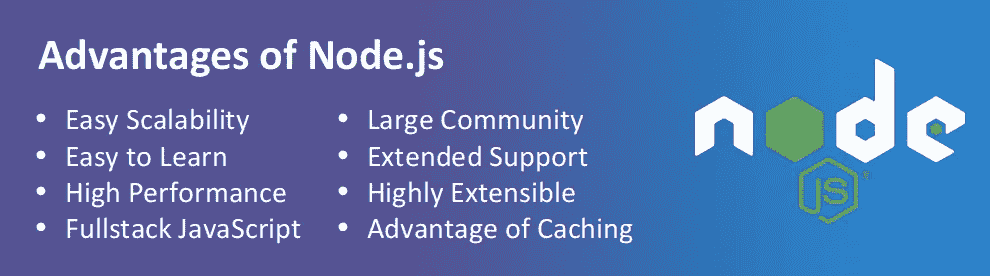 Advantages of Node.js
• Easy Scalability
• Easy to Learn
• High Performance
• Fullstack JavaScript
• Large Community
• Extended Support
• Highly Extensible
• Advantage of Caching
node
JS